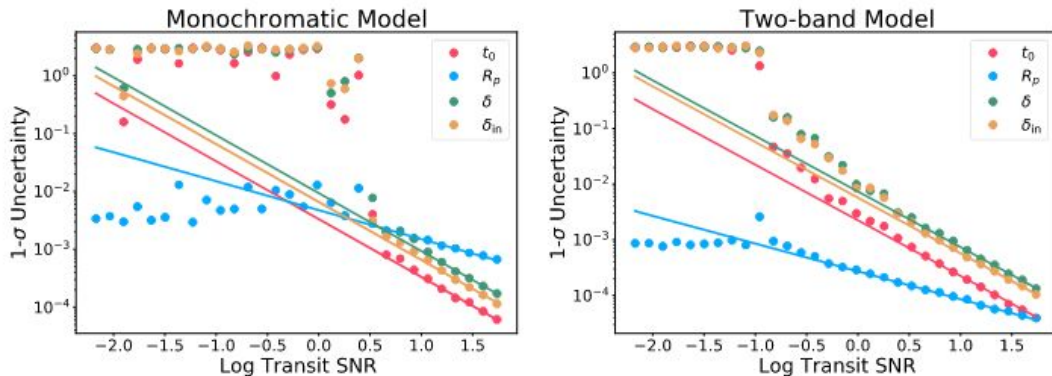 Monochromatic Model
10⁰
10⁻¹
10⁻²
10⁻³
10⁻⁴
1-σ Uncertainty
t₀
Rₚ
δ
δᵢₙ
−2.0 −1.5 −1.0 −0.5 0.0 0.5 1.0 1.5
Log Transit SNR
Two-band Model
10⁰
10⁻¹
10⁻²
10⁻³
10⁻⁴
1-σ Uncertainty
t₀
Rₚ
δ
δᵢₙ
−2.0 −1.5 −1.0 −0.5 0.0 0.5 1.0 1.5
Log Transit SNR